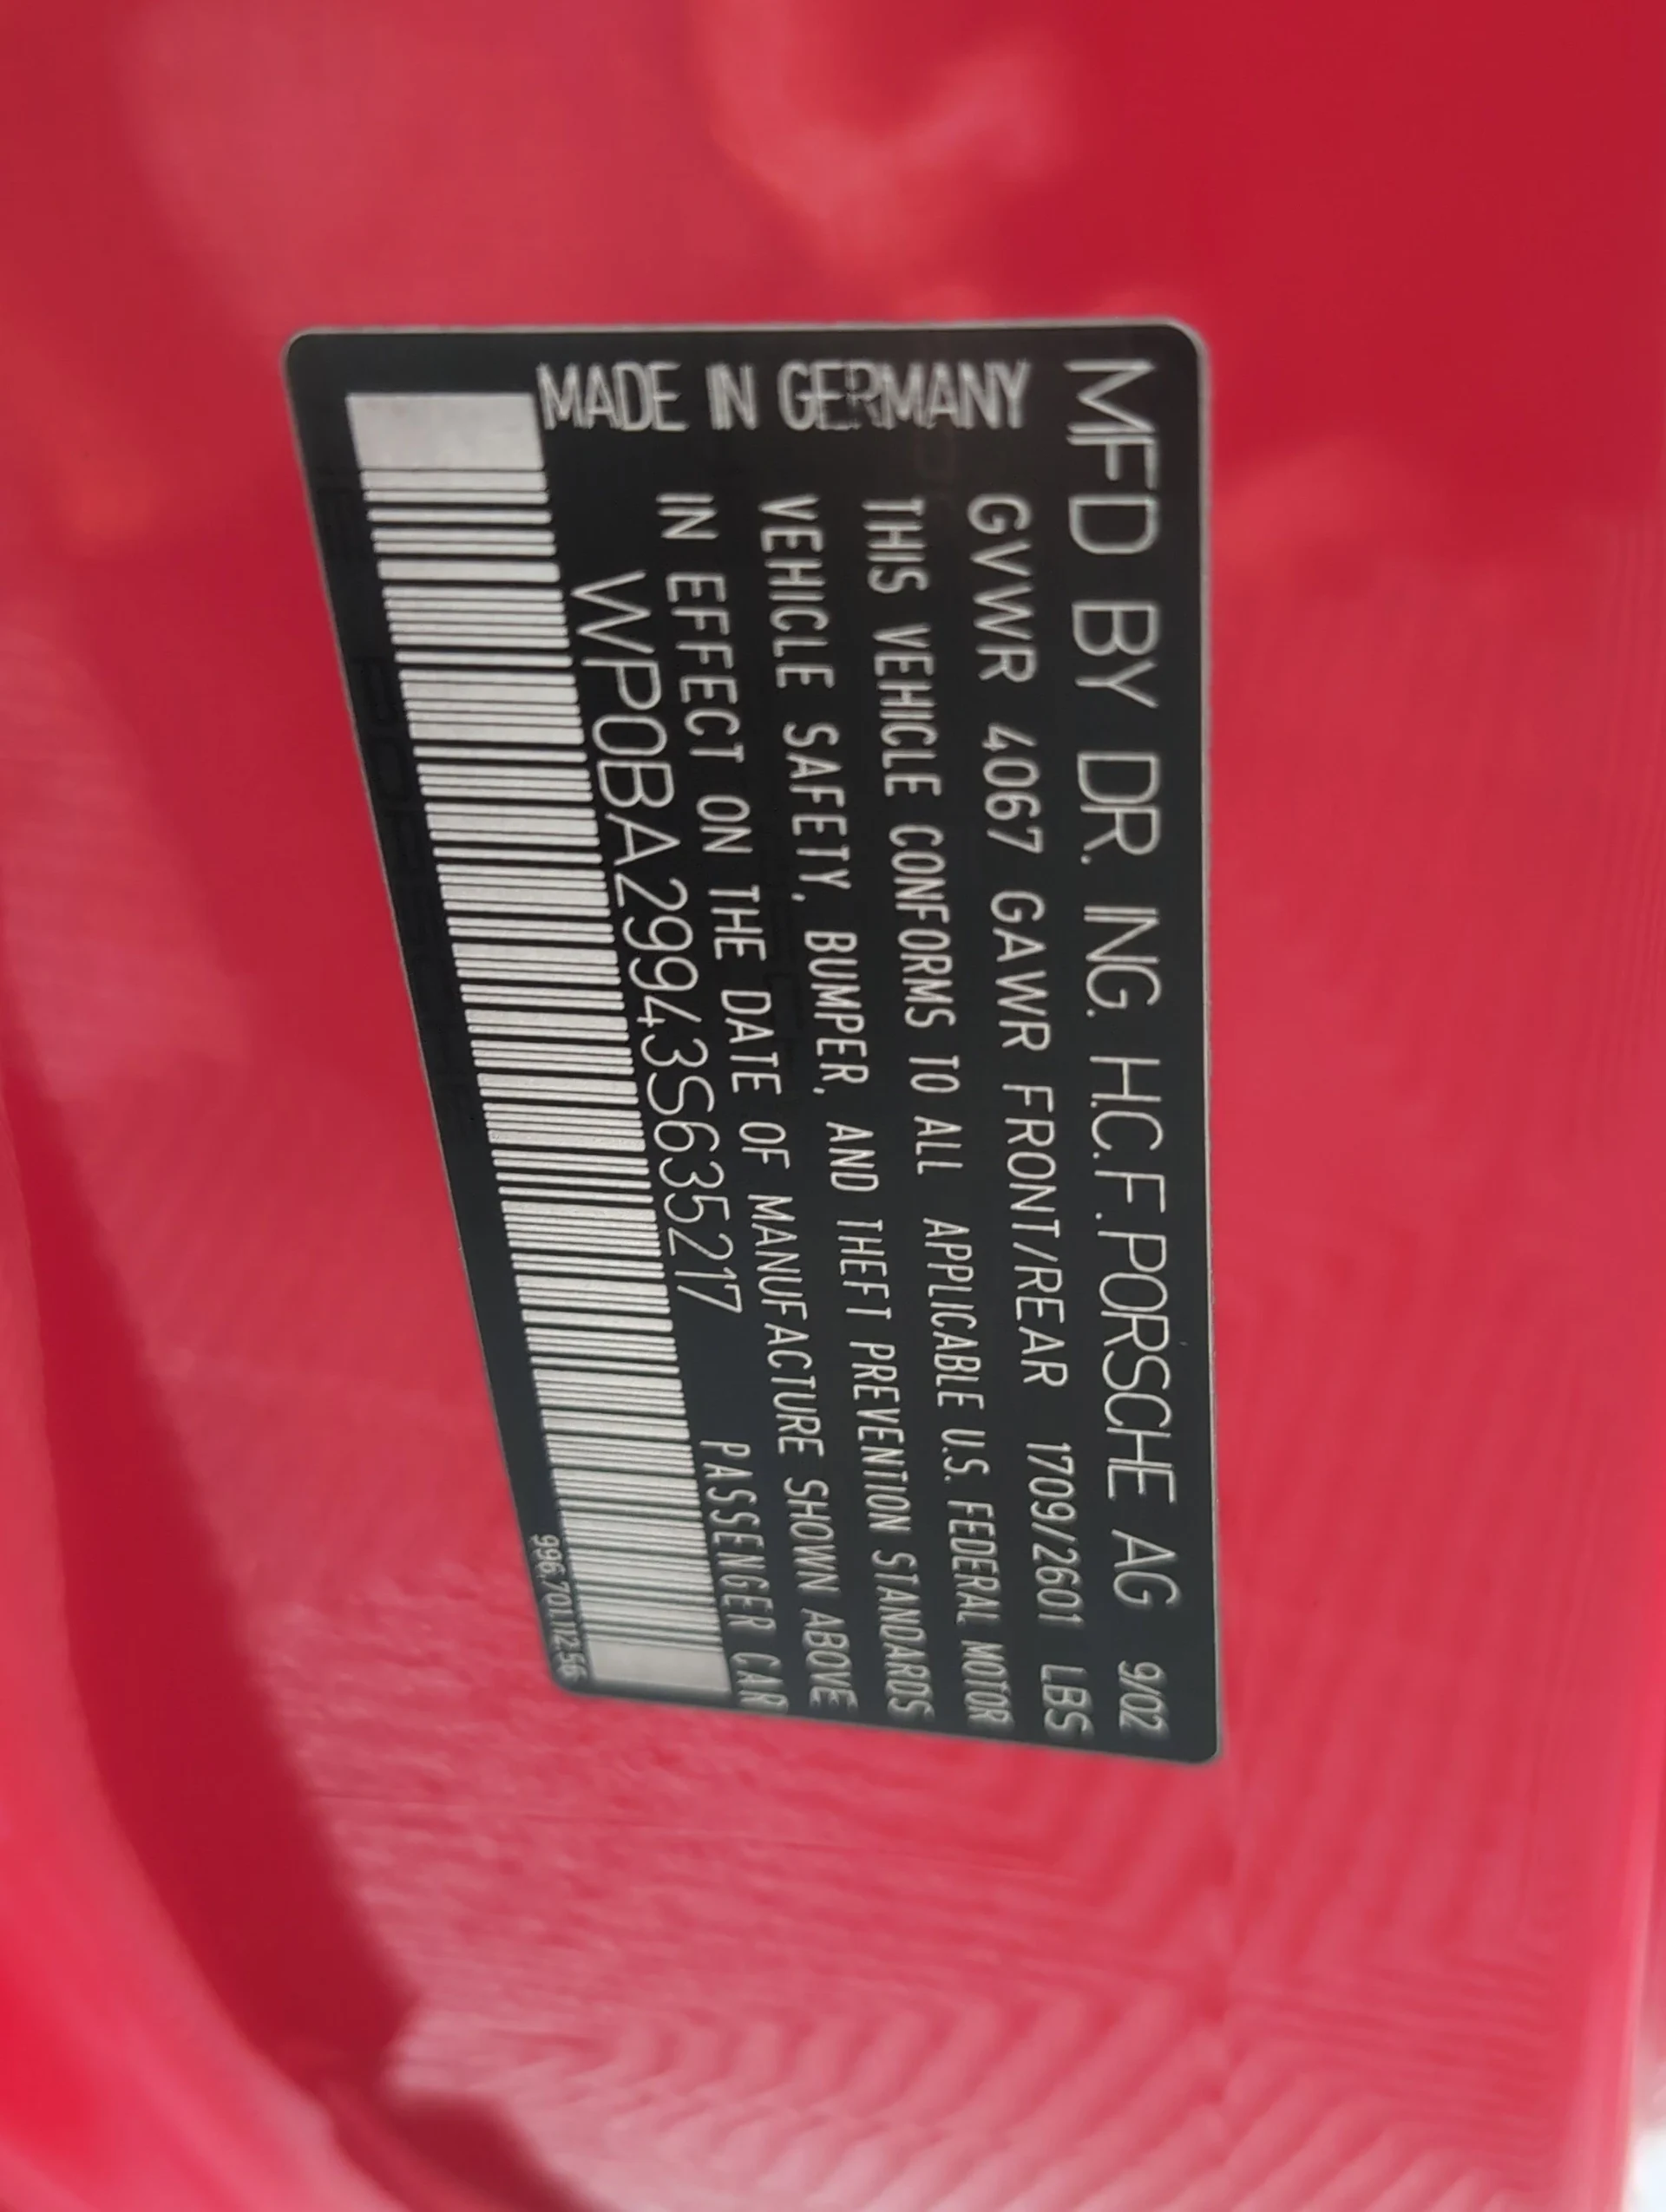 MFD BY DR. ING. H.C.F. PORSCHE AG 9/02
GVWR 4067 GAWR FRONT/REAR 1709/2601 LBS
THIS VEHICLE CONFORMS TO ALL APPLICABLE U.S. FEDERAL MOTOR
VEHICLE SAFETY, BUMPER, AND THEFT PREVENTION STANDARDS
IN EFFECT ON THE DATE OF MANUFACTURE SHOWN ABOVE
WP0BA29943S635217 PASSENGER CAR
MADE IN GERMANY
996.701.112.56